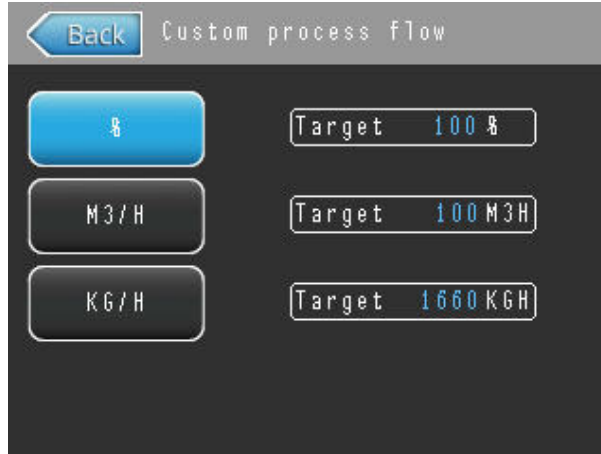 Back Custom process flow
% Target 100 %
M3/H Target 100 M3H
KG/H Target 1660 KGH